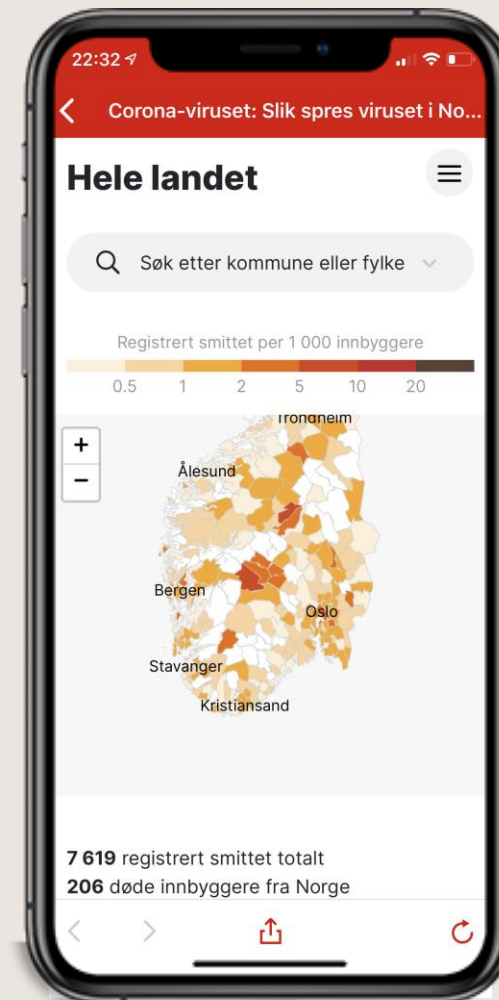 22:32
Corona-viruset: Slik spres viruset i No...
Hele landet
Søk etter kommune eller fylke
Registrert smittet per 1 000 innbyggere
0.5 1 2 5 10 20
+
−
Trondheim
Ålesund
Bergen
Oslo
Stavanger
Kristiansand
7 619 registrert smittet totalt
206 døde innbyggere fra Norge